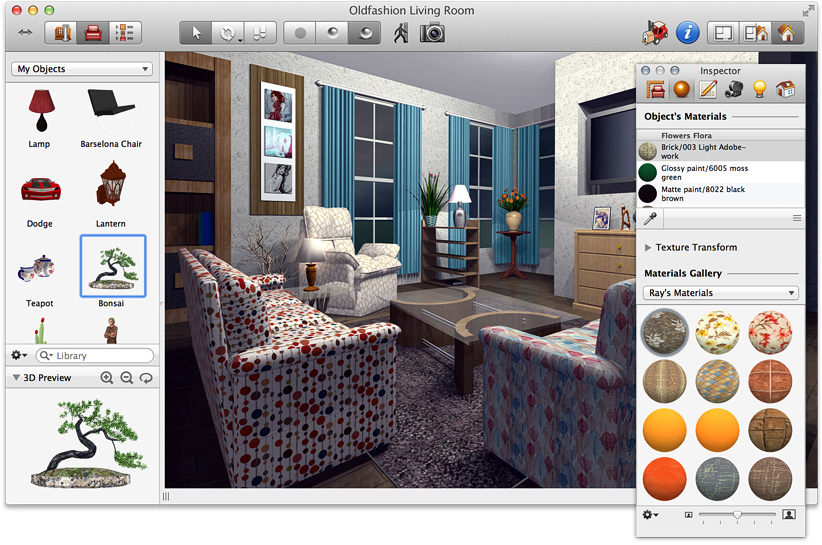 Oldfashion Living Room
My Objects
Lamp
Barselona Chair
Dodge
Lantern
Teapot
Bonsai
Library
3D Preview
Inspector
Object's Materials
Flowers Flora
Brick/003 Light Adobe-
work
Glossy paint/6005 moss
green
Matte paint/8022 black
brown
Texture Transform
Materials Gallery
Ray's Materials